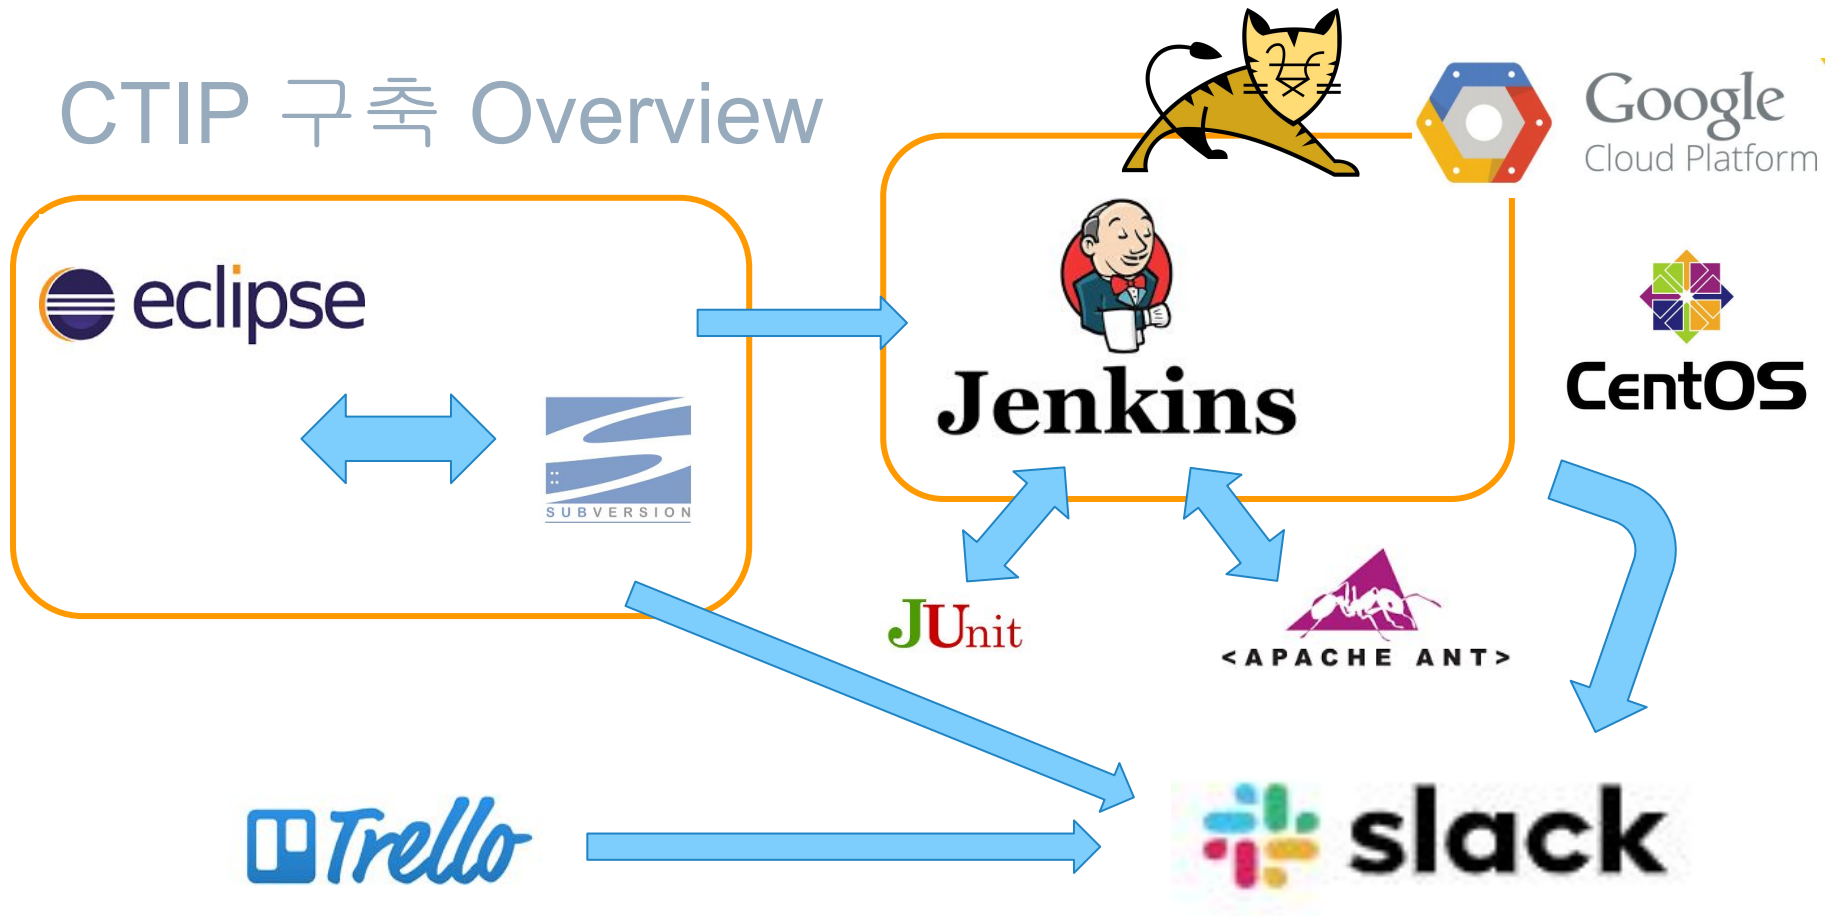 CTIP 구축 Overview
Google
Cloud Platform
eclipse
SUBVERSION
Jenkins
CentOS
JUnit
<APACHE ANT>
Trello
slack